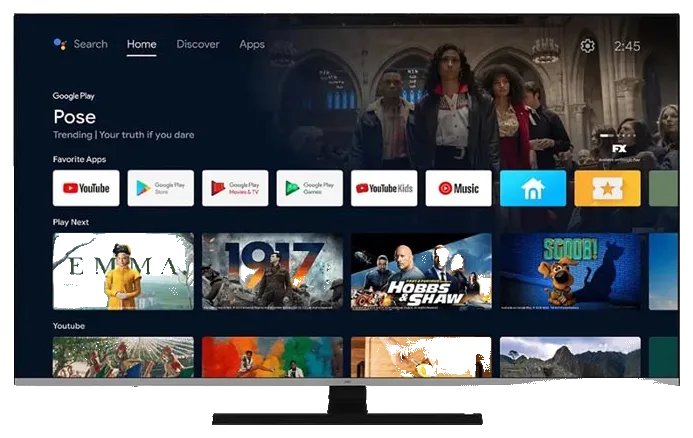 Search Home Discover Apps 2:45
Google Play
Pose
Trending | Your truth if you dare
FX
Favorite Apps
YouTube Google Play Store Google Play Movies & TV Google Play Games YouTube Kids Music
Play Next
EMMA. 1917 HOBBS & SHAW SCOOB!
Youtube